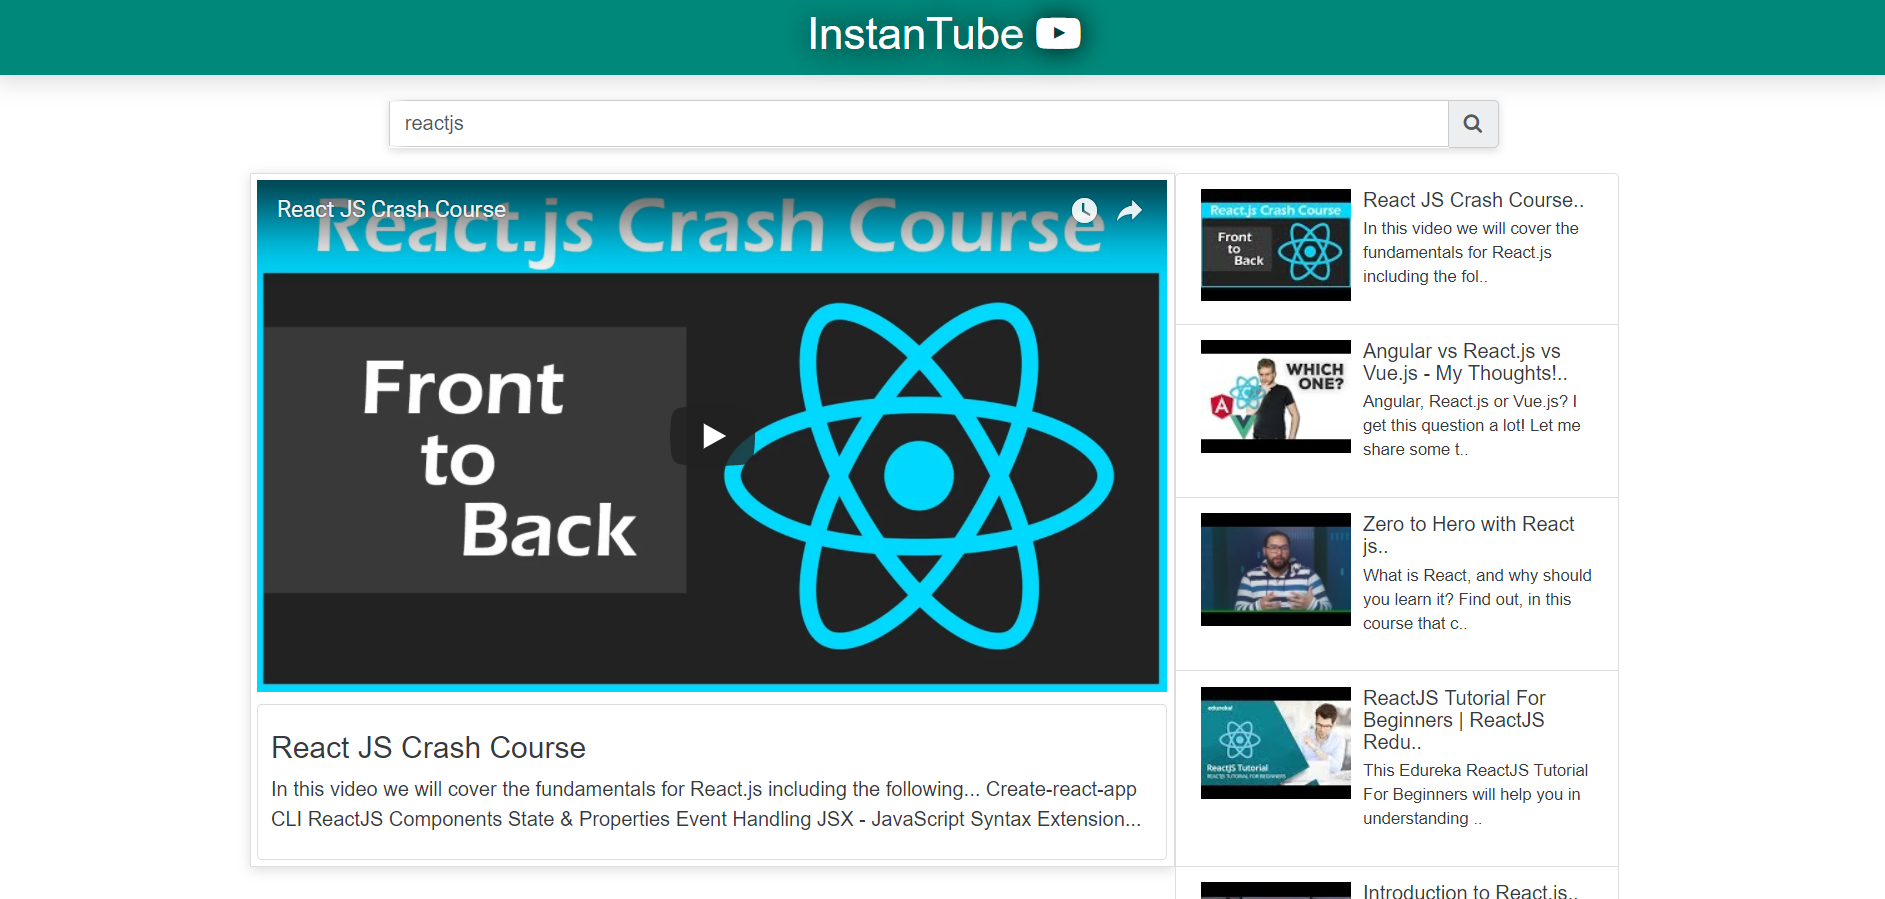 InstanTube
reactjs
React JS Crash Course
React.js Crash Course
Front
to
Back
React JS Crash Course
In this video we will cover the fundamentals for React.js including the following... Create-react-app
CLI ReactJS Components State & Properties Event Handling JSX - JavaScript Syntax Extension...
React.js Crash Course
Front
to
Back
React JS Crash Course..
In this video we will cover the
fundamentals for React.js
including the fol..
WHICH
ONE?
A
Angular vs React.js vs
Vue.js - My Thoughts!..
Angular, React.js or Vue.js? I
get this question a lot! Let me
share some t..
Zero to Hero with React
js..
What is React, and why should
you learn it? Find out, in this
course that c..
edureka!
ReactJS Tutorial
REACTJS TUTORIAL FOR BEGINNERS
ReactJS Tutorial For
Beginners | ReactJS
Redu..
This Edureka ReactJS Tutorial
For Beginners will help you in
understanding ..
Introduction to React.js..